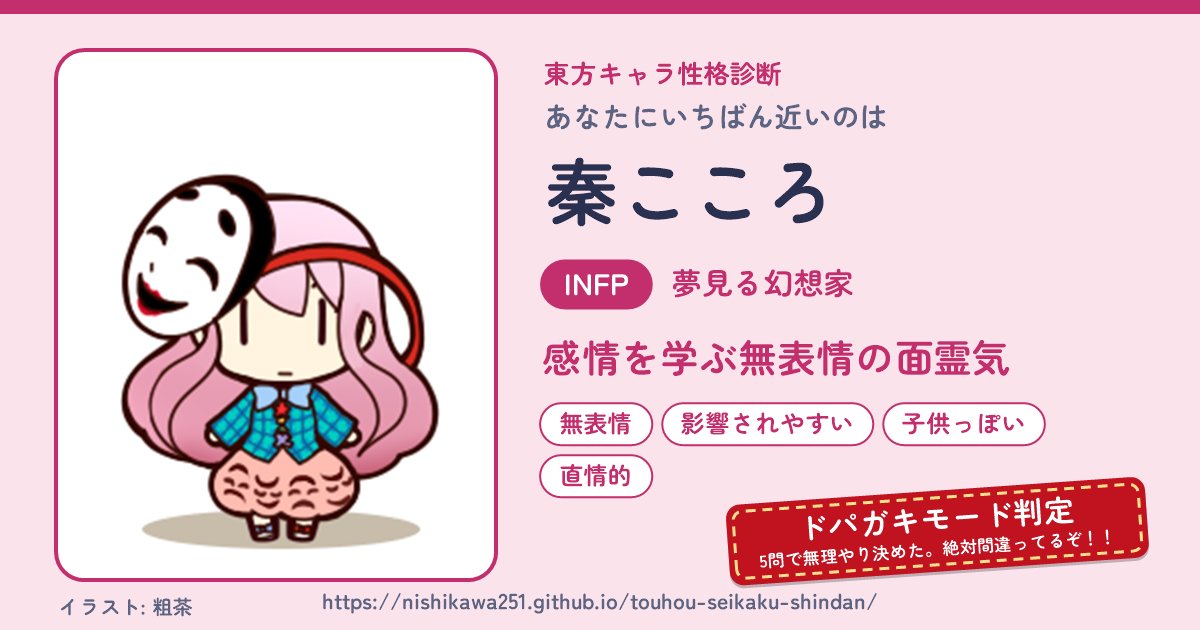 東方キャラ性格診断
あなたにいちばん近いのは
秦こころ
INFP 夢見る幻想家
感情を学ぶ無表情の面霊気
無表情 影響されやすい 子供っぽい
直情的
ドパガキモード判定
5問で無理やり決めた。絶対間違ってるぞ！！
イラスト: 粗茶
https://nishikawa251.github.io/touhou-seikaku-shindan/